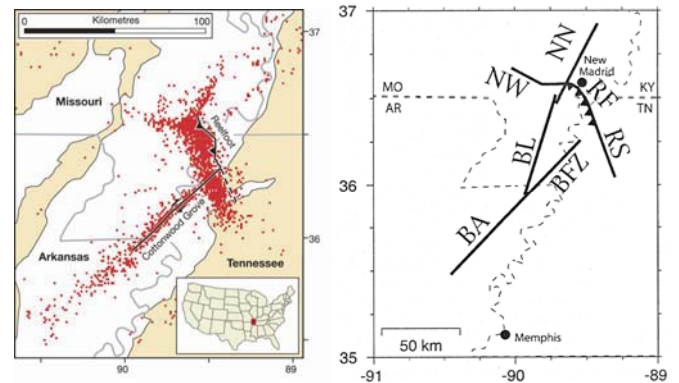 0 Kilometres 100
37
Missouri
Reelfoot
Cottonwood Grove
36
Arkansas
Tennessee
90
89
37
NN
New
Madrid
NW
RF
MO
KY
AR
TN
BL
RS
BFZ
36
BA
Memphis
50 km
35
-91
-90
-89